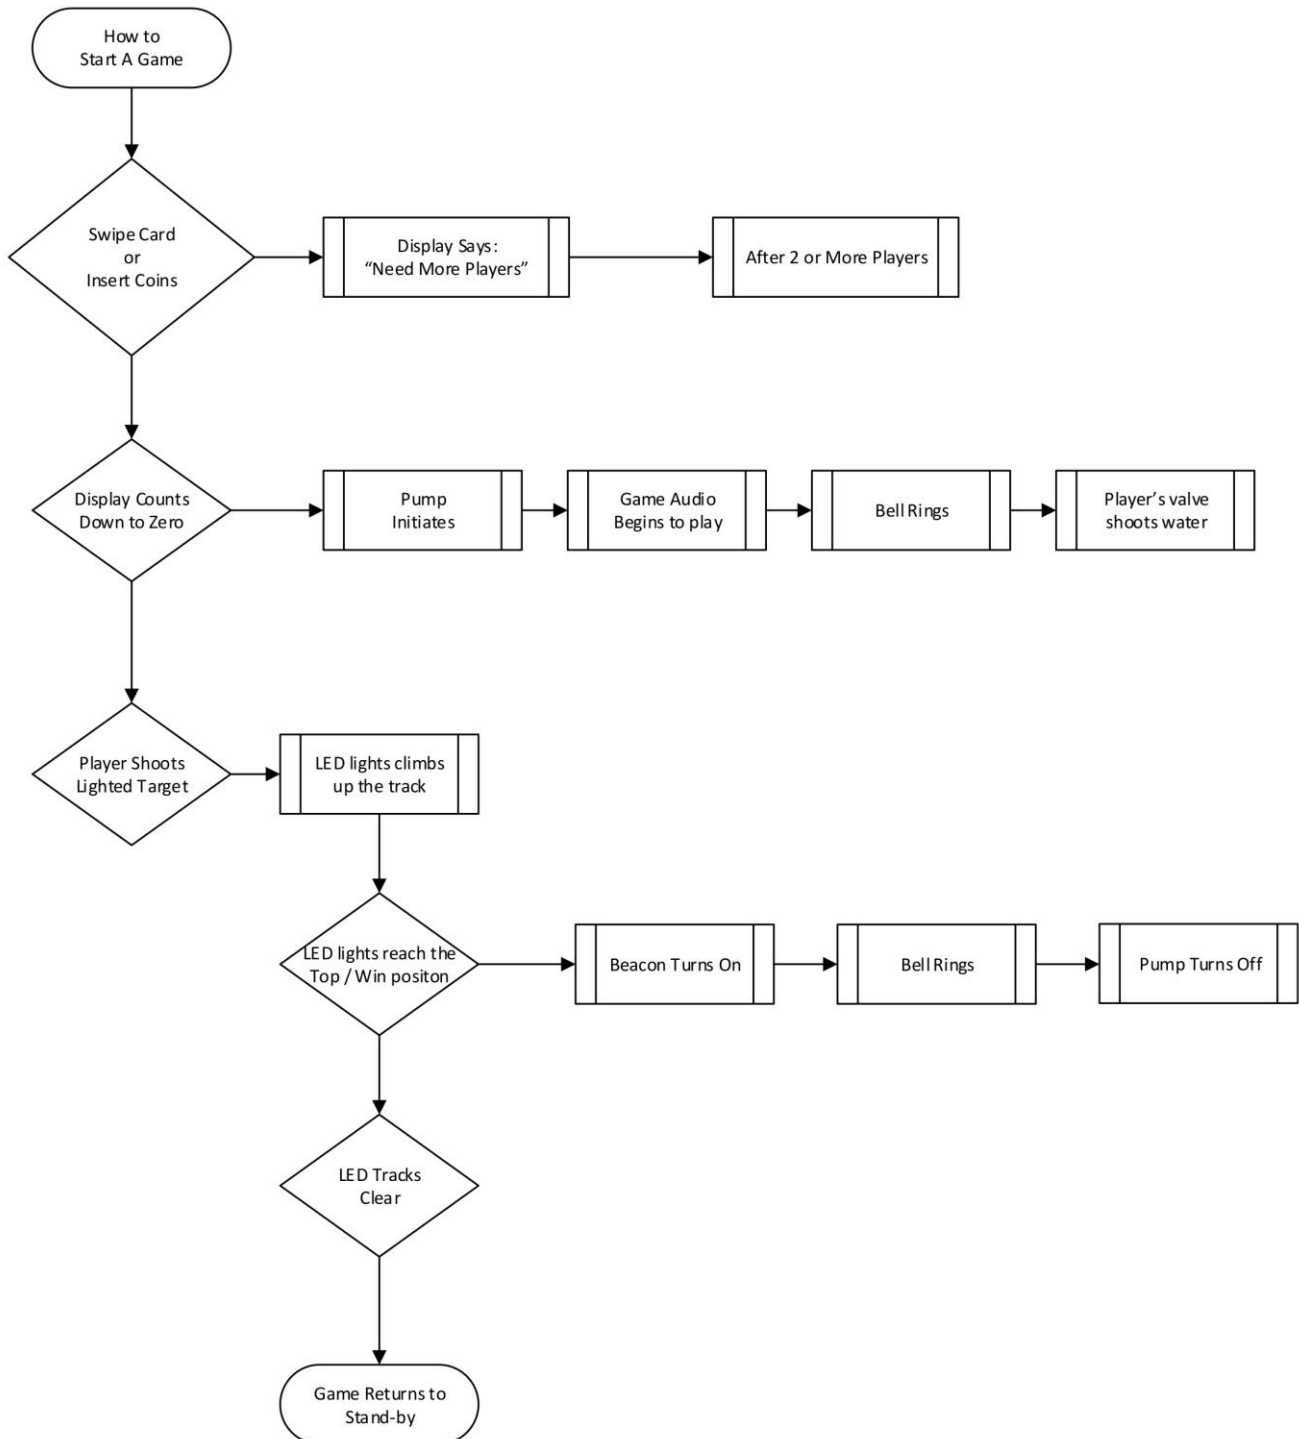 How to
Start A Game
Swipe Card
or
Insert Coins
Display Says:
“Need More Players”
After 2 or More Players
Display Counts
Down to Zero
Pump
Initiates
Game Audio
Begins to play
Bell Rings
Player’s valve
shoots water
Player Shoots
Lighted Target
LED lights climbs
up the track
LED lights reach the
Top / Win positon
Beacon Turns On
Bell Rings
Pump Turns Off
LED Tracks
Clear
Game Returns to
Stand-by